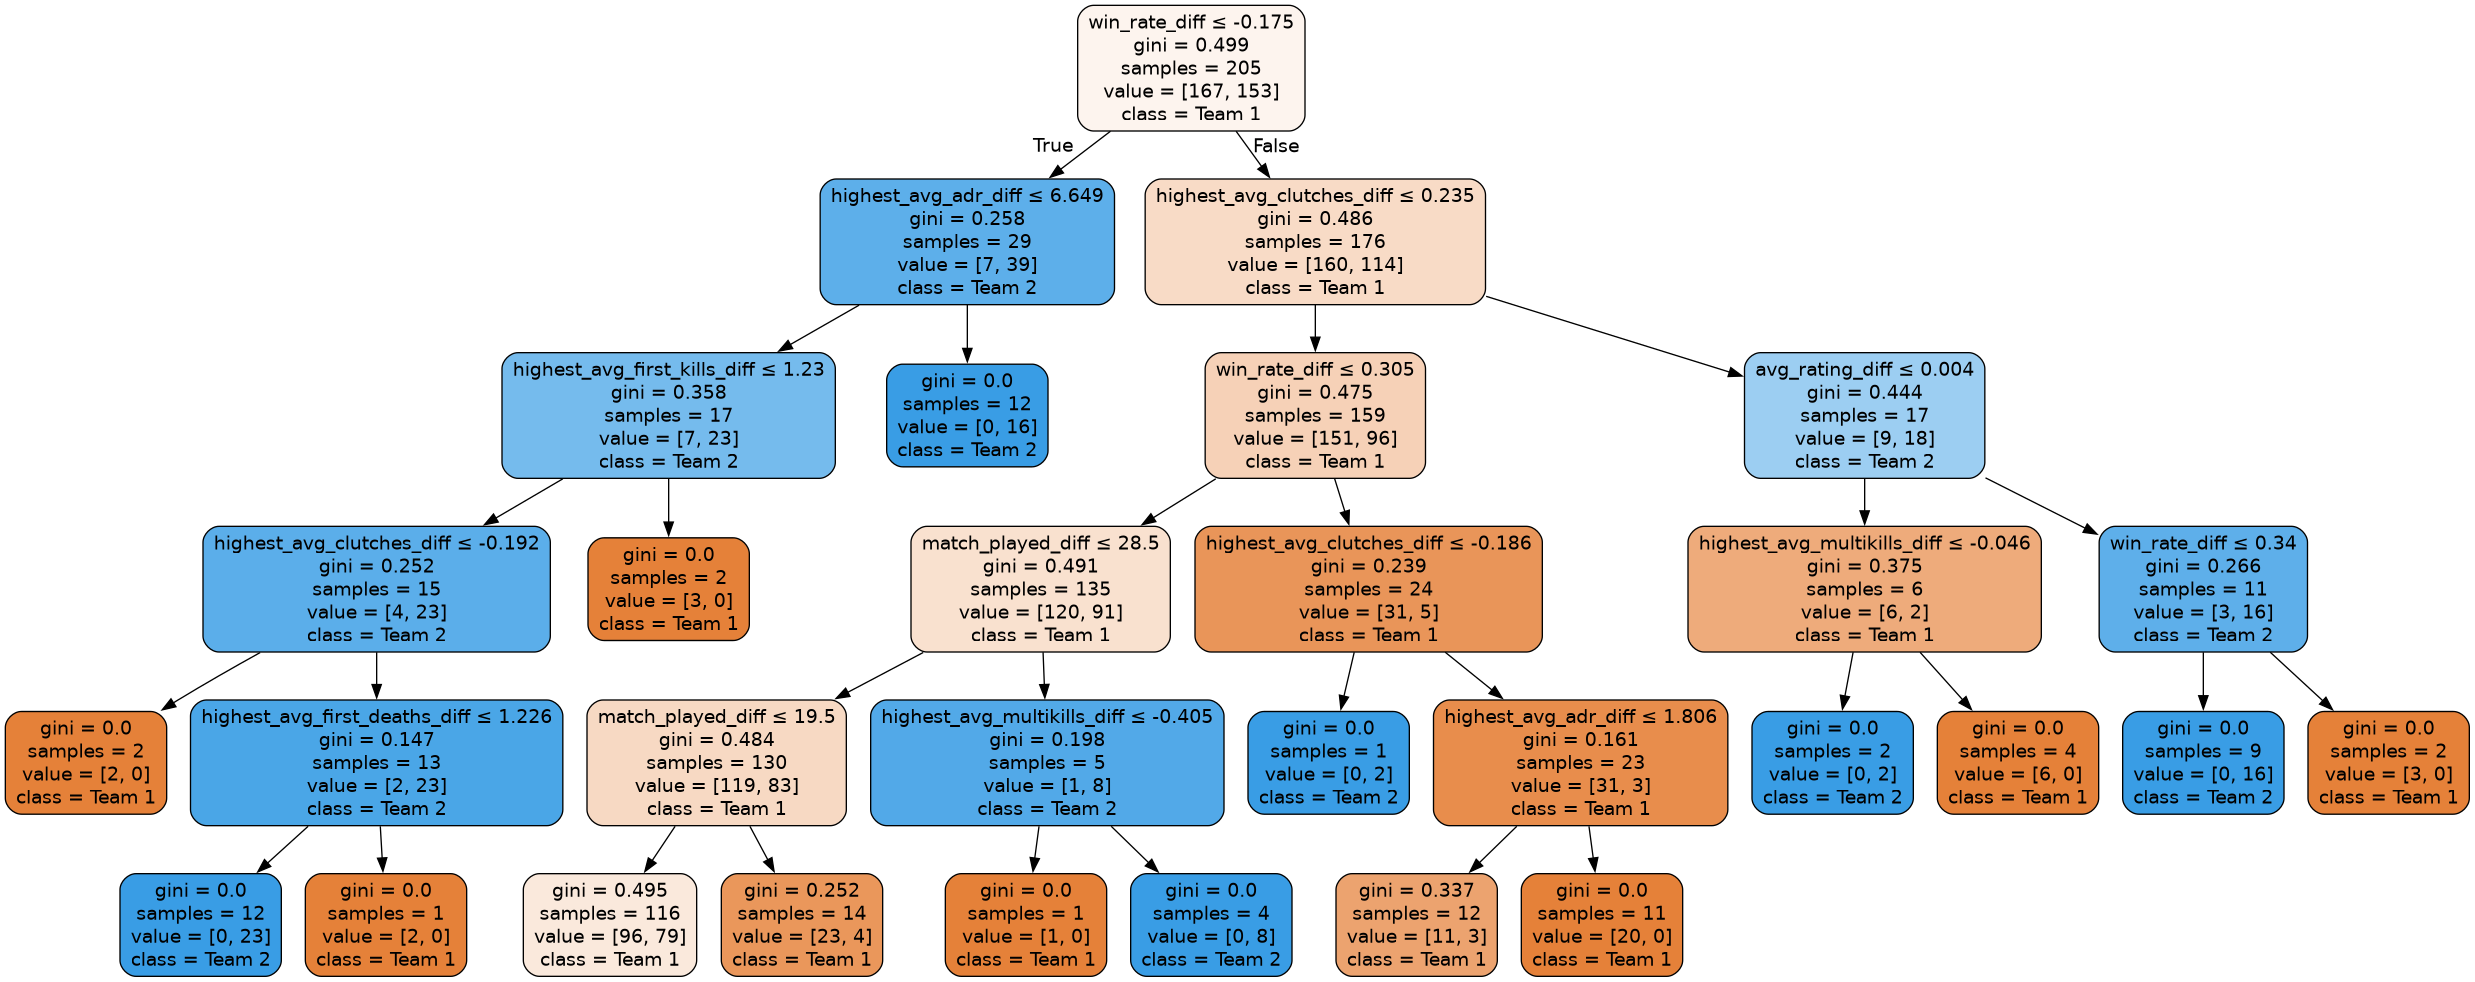 win_rate_diff ≤ -0.175
gini = 0.499
samples = 205
value = [167, 153]
class = Team 1
True
False
highest_avg_adr_diff ≤ 6.649
gini = 0.258
samples = 29
value = [7, 39]
class = Team 2
highest_avg_clutches_diff ≤ 0.235
gini = 0.486
samples = 176
value = [160, 114]
class = Team 1
highest_avg_first_kills_diff ≤ 1.23
gini = 0.358
samples = 17
value = [7, 23]
class = Team 2
gini = 0.0
samples = 12
value = [0, 16]
class = Team 2
win_rate_diff ≤ 0.305
gini = 0.475
samples = 159
value = [151, 96]
class = Team 1
avg_rating_diff ≤ 0.004
gini = 0.444
samples = 17
value = [9, 18]
class = Team 2
highest_avg_clutches_diff ≤ -0.192
gini = 0.252
samples = 15
value = [4, 23]
class = Team 2
gini = 0.0
samples = 2
value = [3, 0]
class = Team 1
match_played_diff ≤ 28.5
gini = 0.491
samples = 135
value = [120, 91]
class = Team 1
highest_avg_clutches_diff ≤ -0.186
gini = 0.239
samples = 24
value = [31, 5]
class = Team 1
highest_avg_multikills_diff ≤ -0.046
gini = 0.375
samples = 6
value = [6, 2]
class = Team 1
win_rate_diff ≤ 0.34
gini = 0.266
samples = 11
value = [3, 16]
class = Team 2
gini = 0.0
samples = 2
value = [2, 0]
class = Team 1
highest_avg_first_deaths_diff ≤ 1.226
gini = 0.147
samples = 13
value = [2, 23]
class = Team 2
match_played_diff ≤ 19.5
gini = 0.484
samples = 130
value = [119, 83]
class = Team 1
highest_avg_multikills_diff ≤ -0.405
gini = 0.198
samples = 5
value = [1, 8]
class = Team 2
gini = 0.0
samples = 1
value = [0, 2]
class = Team 2
highest_avg_adr_diff ≤ 1.806
gini = 0.161
samples = 23
value = [31, 3]
class = Team 1
gini = 0.0
samples = 2
value = [0, 2]
class = Team 2
gini = 0.0
samples = 4
value = [6, 0]
class = Team 1
gini = 0.0
samples = 9
value = [0, 16]
class = Team 2
gini = 0.0
samples = 2
value = [3, 0]
class = Team 1
gini = 0.0
samples = 12
value = [0, 23]
class = Team 2
gini = 0.0
samples = 1
value = [2, 0]
class = Team 1
gini = 0.495
samples = 116
value = [96, 79]
class = Team 1
gini = 0.252
samples = 14
value = [23, 4]
class = Team 1
gini = 0.0
samples = 1
value = [1, 0]
class = Team 1
gini = 0.0
samples = 4
value = [0, 8]
class = Team 2
gini = 0.337
samples = 12
value = [11, 3]
class = Team 1
gini = 0.0
samples = 11
value = [20, 0]
class = Team 1